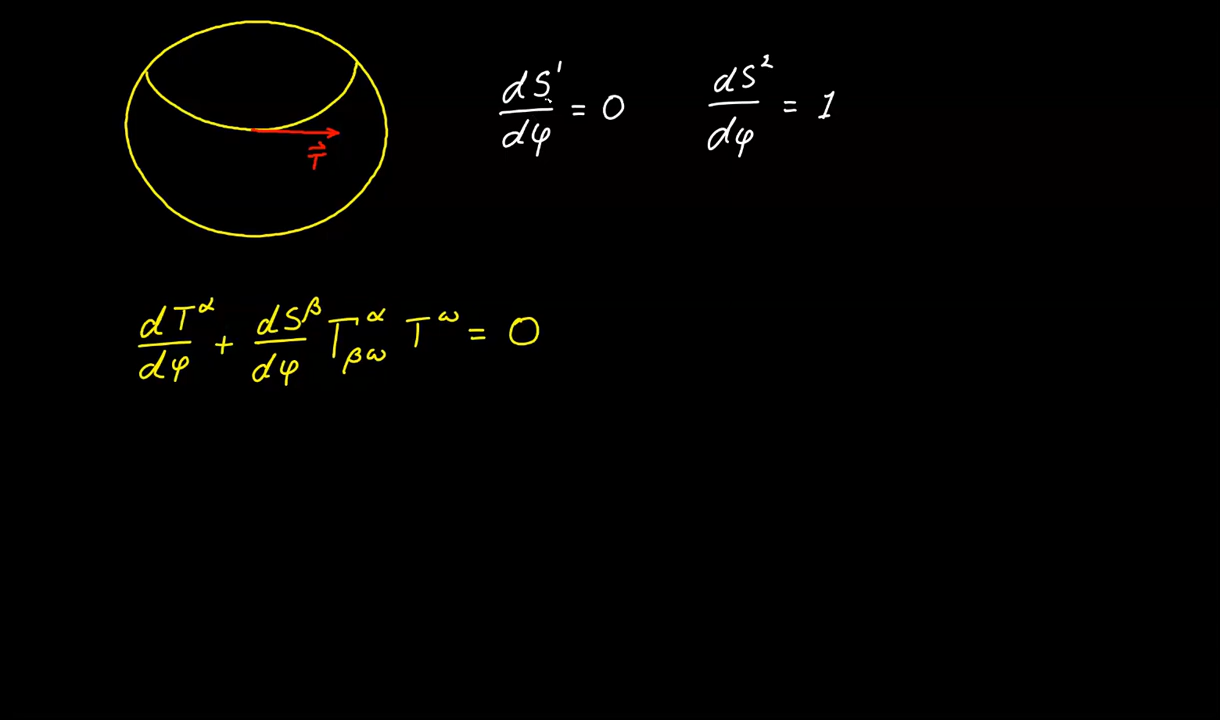 dS¹/dφ = 0    dS²/dφ = 1
T⃗
dT^α/dφ + dS^β/dφ Γ^α_βω T^ω = 0